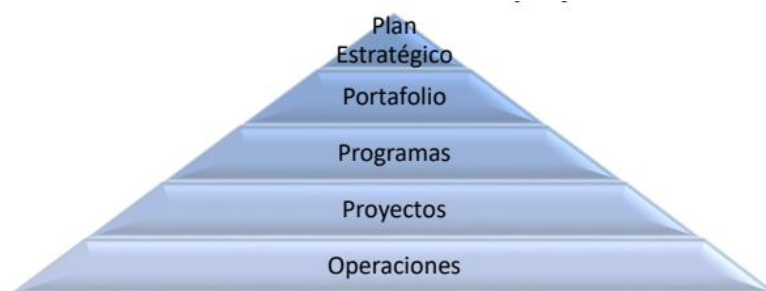 Plan
Estratégico
Portafolio
Programas
Proyectos
Operaciones